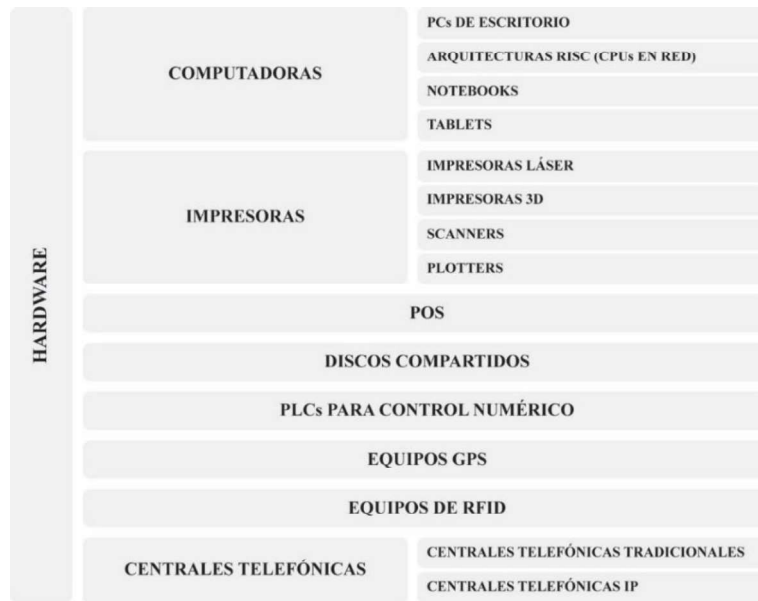 HARDWARE
COMPUTADORAS
PCs DE ESCRITORIO
ARQUITECTURAS RISC (CPUs EN RED)
NOTEBOOKS
TABLETS
IMPRESORAS
IMPRESORAS LÁSER
IMPRESORAS 3D
SCANNERS
PLOTTERS
POS
DISCOS COMPARTIDOS
PLCs PARA CONTROL NUMÉRICO
EQUIPOS GPS
EQUIPOS DE RFID
CENTRALES TELEFÓNICAS
CENTRALES TELEFÓNICAS TRADICIONALES
CENTRALES TELEFÓNICAS IP